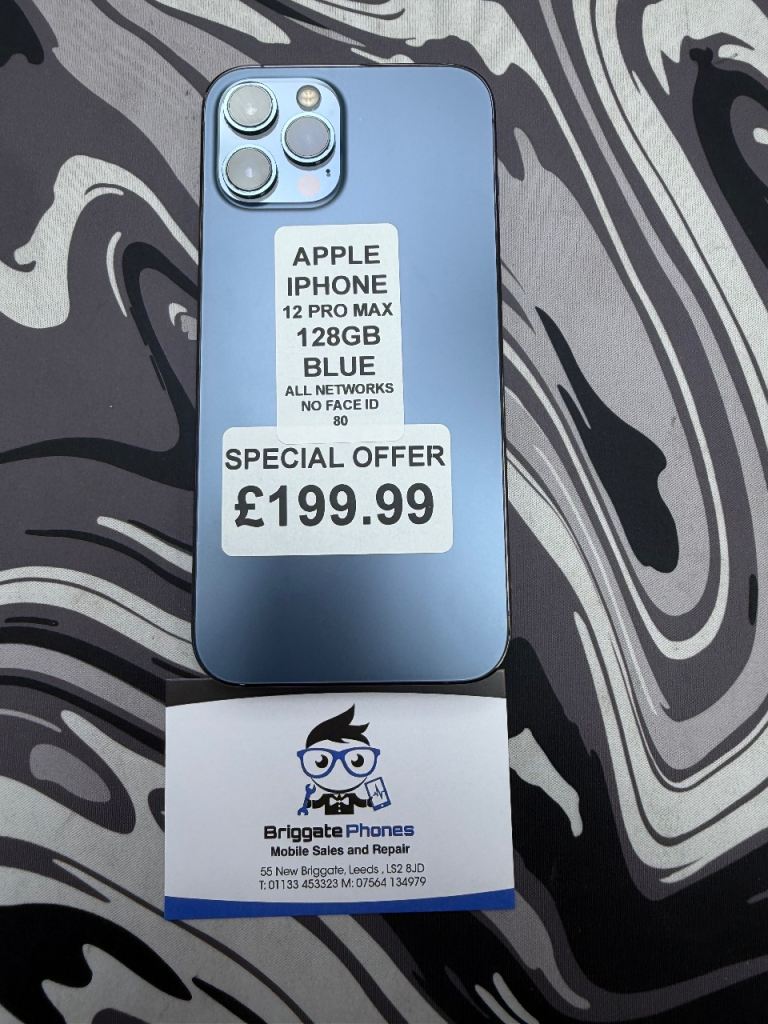 APPLE
IPHONE
12 PRO MAX
128GB
BLUE
ALL NETWORKS
NO FACE ID
80
SPECIAL OFFER
£199.99
Briggate Phones
Mobile Sales and Repair
55 New Briggate, Leeds , LS2 8JD
T: 01133 453323 M: 07564 134979